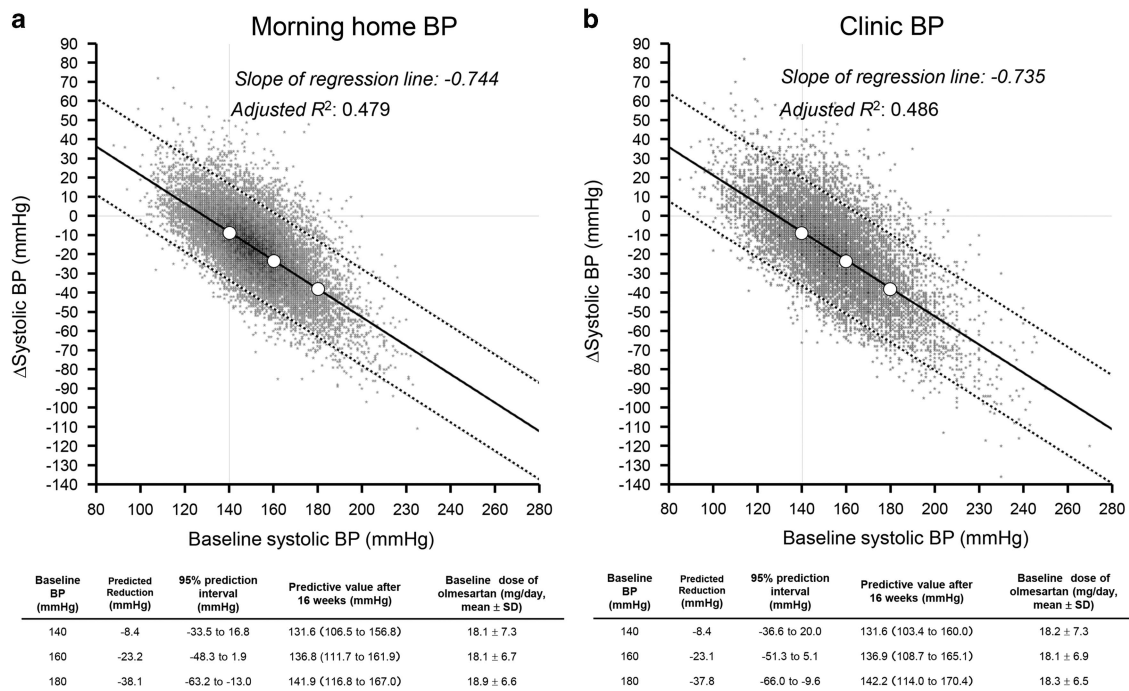 a
Morning home BP
Slope of regression line: -0.744
Adjusted R²: 0.479
ΔSystolic BP (mmHg)
90
80
70
60
50
40
30
20
10
0
-10
-20
-30
-40
-50
-60
-70
-80
-90
-100
-110
-120
-130
-140
80 100 120 140 160 180 200 220 240 260 280
Baseline systolic BP (mmHg)
Baseline BP (mmHg) Predicted Reduction (mmHg) 95% prediction interval (mmHg) Predictive value after 16 weeks (mmHg) Baseline dose of olmesartan (mg/day, mean ± SD)
140 -8.4 -33.5 to 16.8 131.6 (106.5 to 156.8) 18.1 ± 7.3
160 -23.2 -48.3 to 1.9 136.8 (111.7 to 161.9) 18.1 ± 6.7
180 -38.1 -63.2 to -13.0 141.9 (116.8 to 167.0) 18.9 ± 6.6
b
Clinic BP
Slope of regression line: -0.735
Adjusted R²: 0.486
ΔSystolic BP (mmHg)
90
80
70
60
50
40
30
20
10
0
-10
-20
-30
-40
-50
-60
-70
-80
-90
-100
-110
-120
-130
-140
80 100 120 140 160 180 200 220 240 260 280
Baseline systolic BP (mmHg)
Baseline BP (mmHg) Predicted Reduction (mmHg) 95% prediction interval (mmHg) Predictive value after 16 weeks (mmHg) Baseline dose of olmesartan (mg/day, mean ± SD)
140 -8.4 -36.6 to 20.0 131.6 (103.4 to 160.0) 18.2 ± 7.3
160 -23.1 -51.3 to 5.1 136.9 (108.7 to 165.1) 18.1 ± 6.9
180 -37.8 -66.0 to -9.6 142.2 (114.0 to 170.4) 18.3 ± 6.5